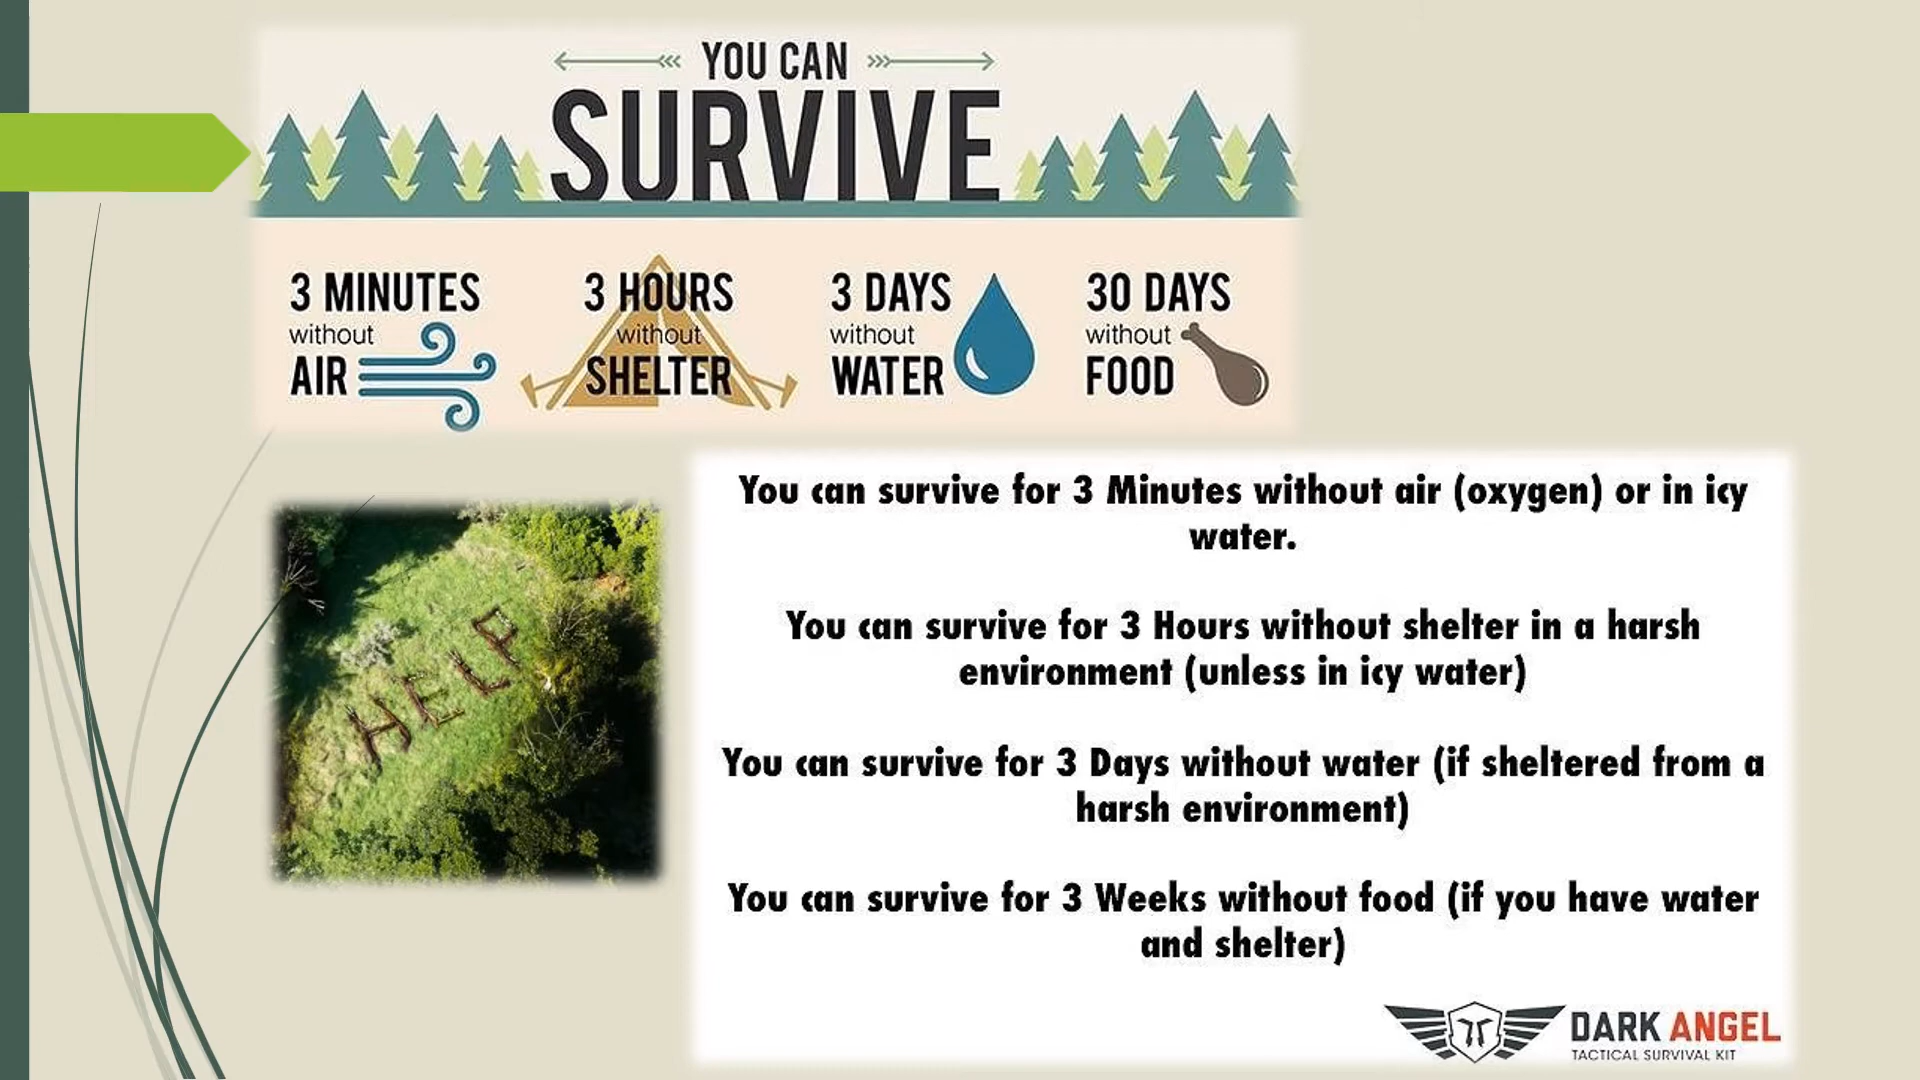 YOU CAN
SURVIVE
3 MINUTES
without
AIR
3 HOURS
without
SHELTER
3 DAYS
without
WATER
30 DAYS
without
FOOD
HELP
You can survive for 3 Minutes without air (oxygen) or in icy
water.
You can survive for 3 Hours without shelter in a harsh
environment (unless in icy water)
You can survive for 3 Days without water (if sheltered from a
harsh environment)
You can survive for 3 Weeks without food (if you have water
and shelter)
DARK ANGEL
TACTICAL SURVIVAL KIT